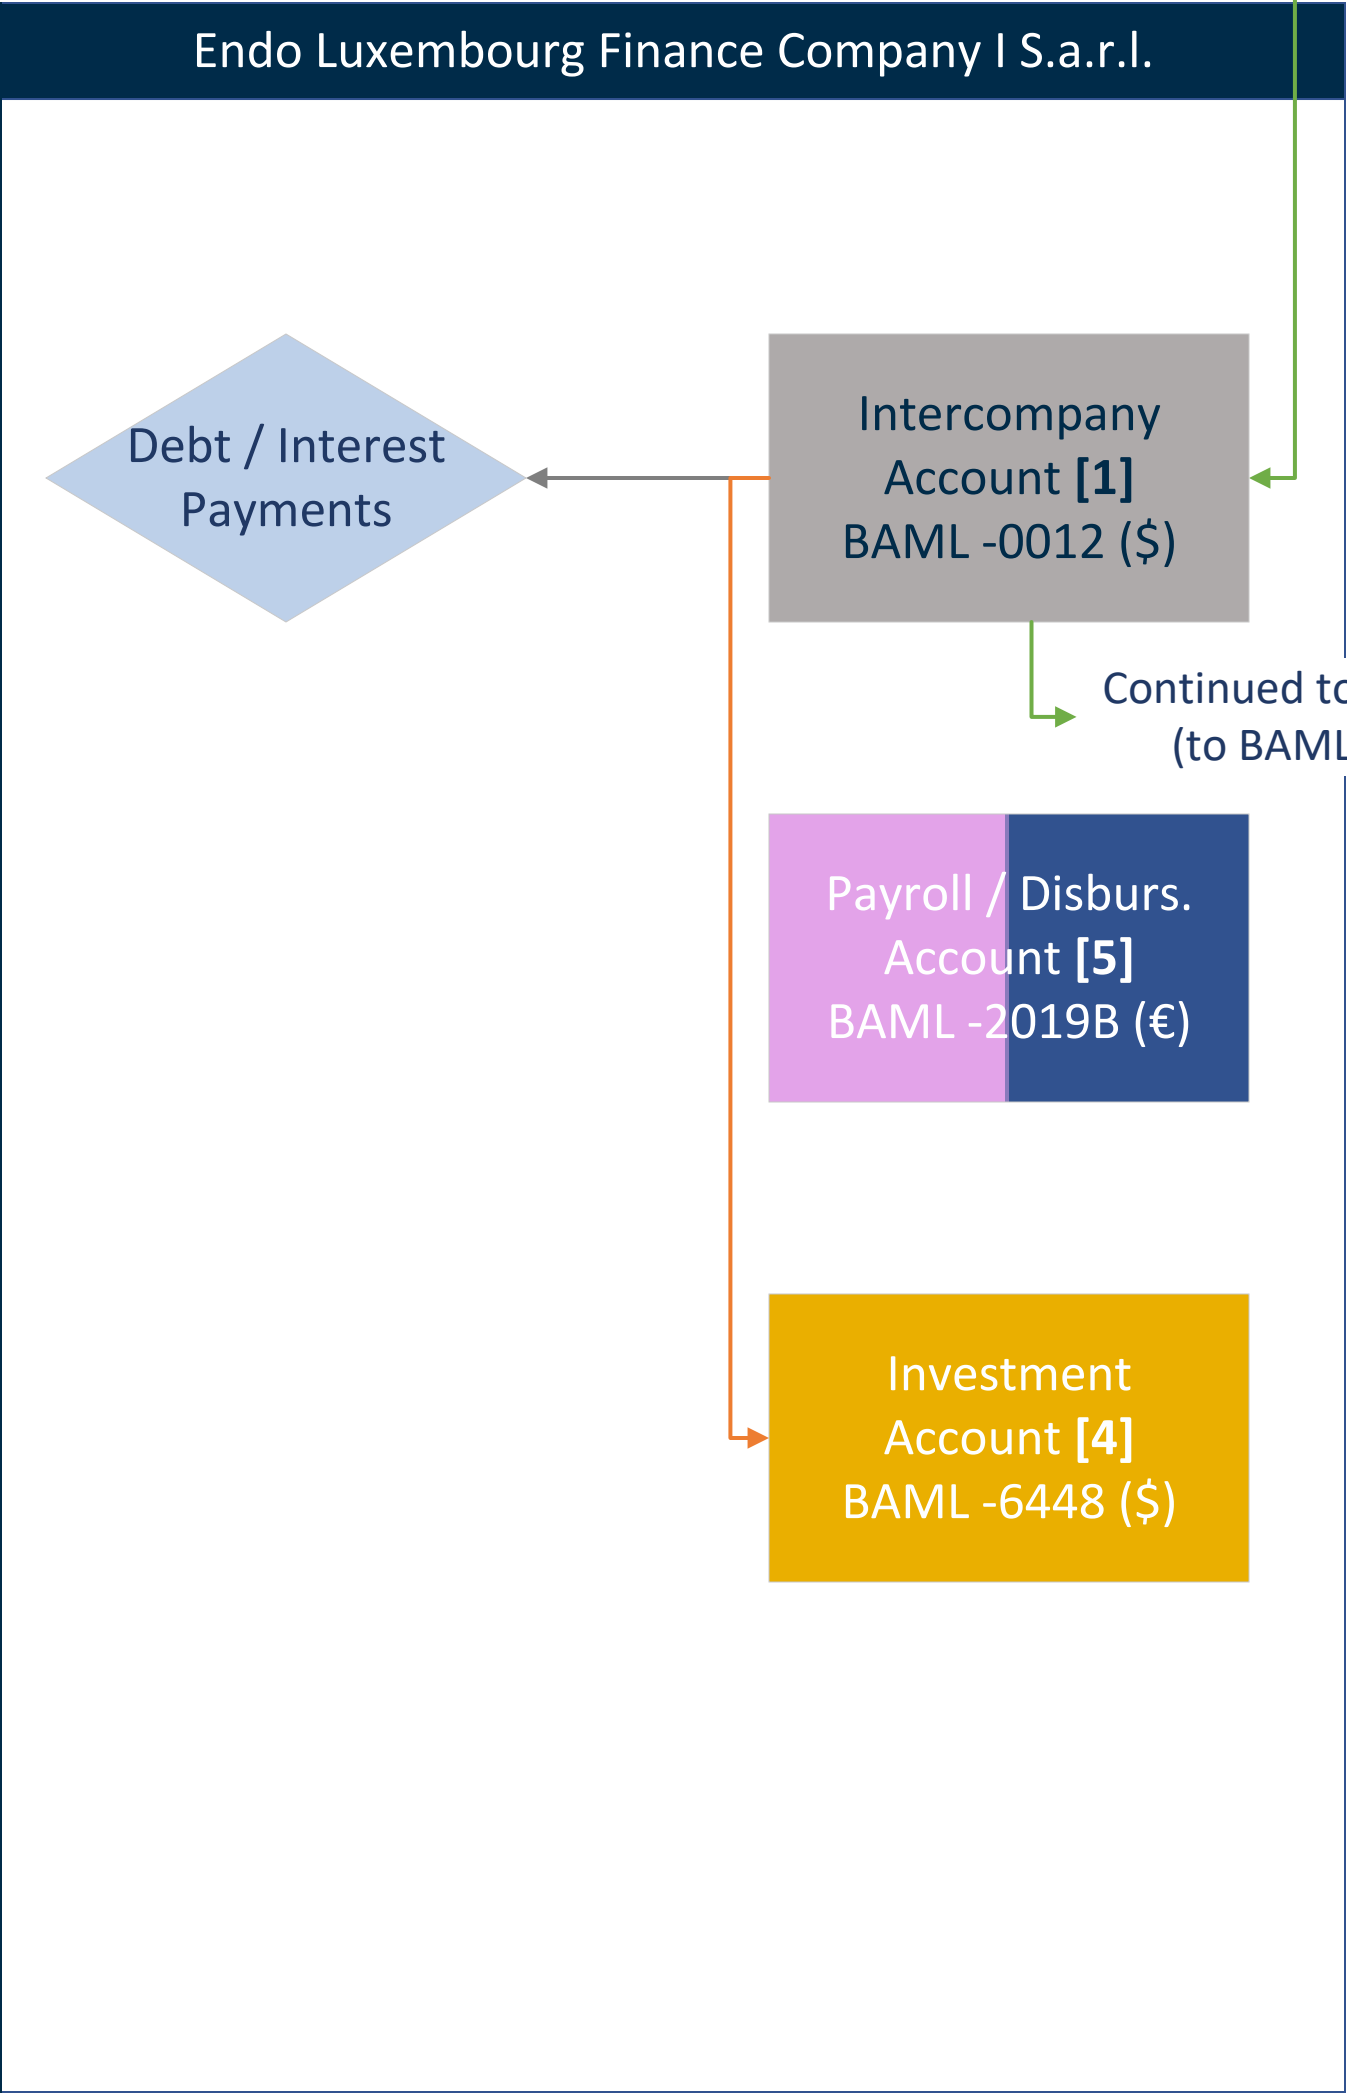 Endo Luxembourg Finance Company I S.a.r.l.
Debt / Interest
Payments
Intercompany
Account [1]
BAML -0012 ($)
Continued to
(to BAML
Payroll / Disburs.
Account [5]
BAML -2019B (€)
Investment
Account [4]
BAML -6448 ($)